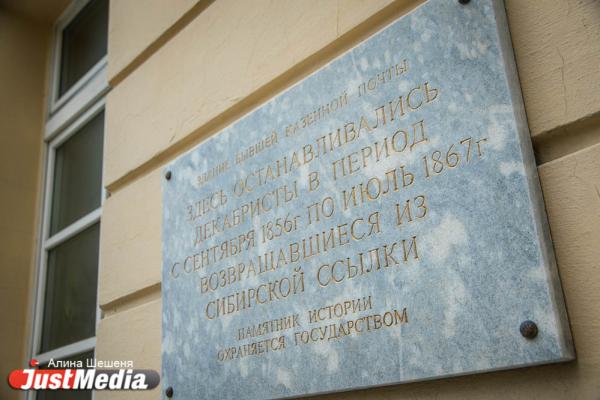 ЗДАНИЕ БЫВШЕЙ КАЗЕННОЙ ПОЧТЫ
ЗДЕСЬ ОСТАНАВЛИВАЛИСЬ
ДЕКАБРИСТЫ В ПЕРИОД
С СЕНТЯБРЯ 1856г ПО ИЮЛЬ 1867г
ВОЗВРАЩАВШИЕСЯ ИЗ
СИБИРСКОЙ ССЫЛКИ
ПАМЯТНИК ИСТОРИИ
ОХРАНЯЕТСЯ ГОСУДАРСТВОМ
Алина Шешеня
JustMedia